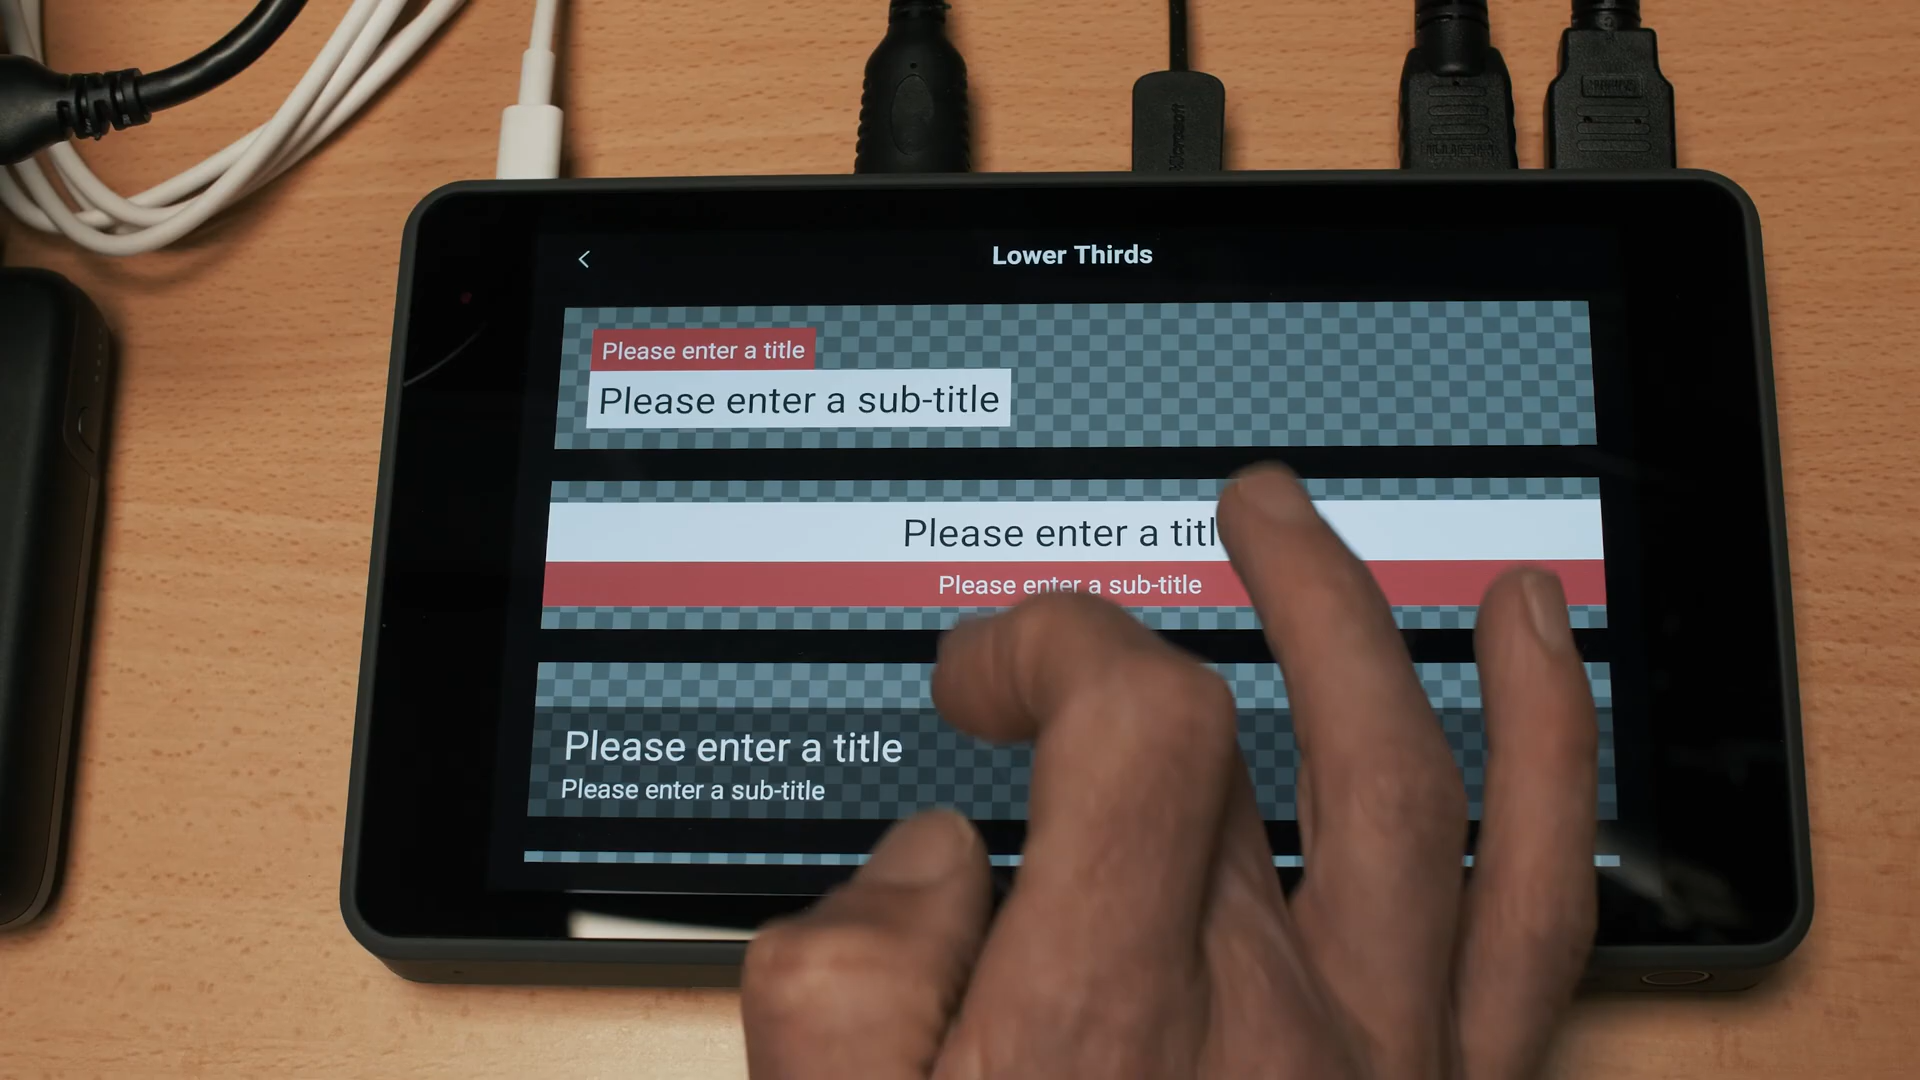 Microsoft
Lower Thirds
Please enter a title
Please enter a sub-title
Please enter a titl
Please enter a sub-title
Please enter a title
Please enter a sub-title